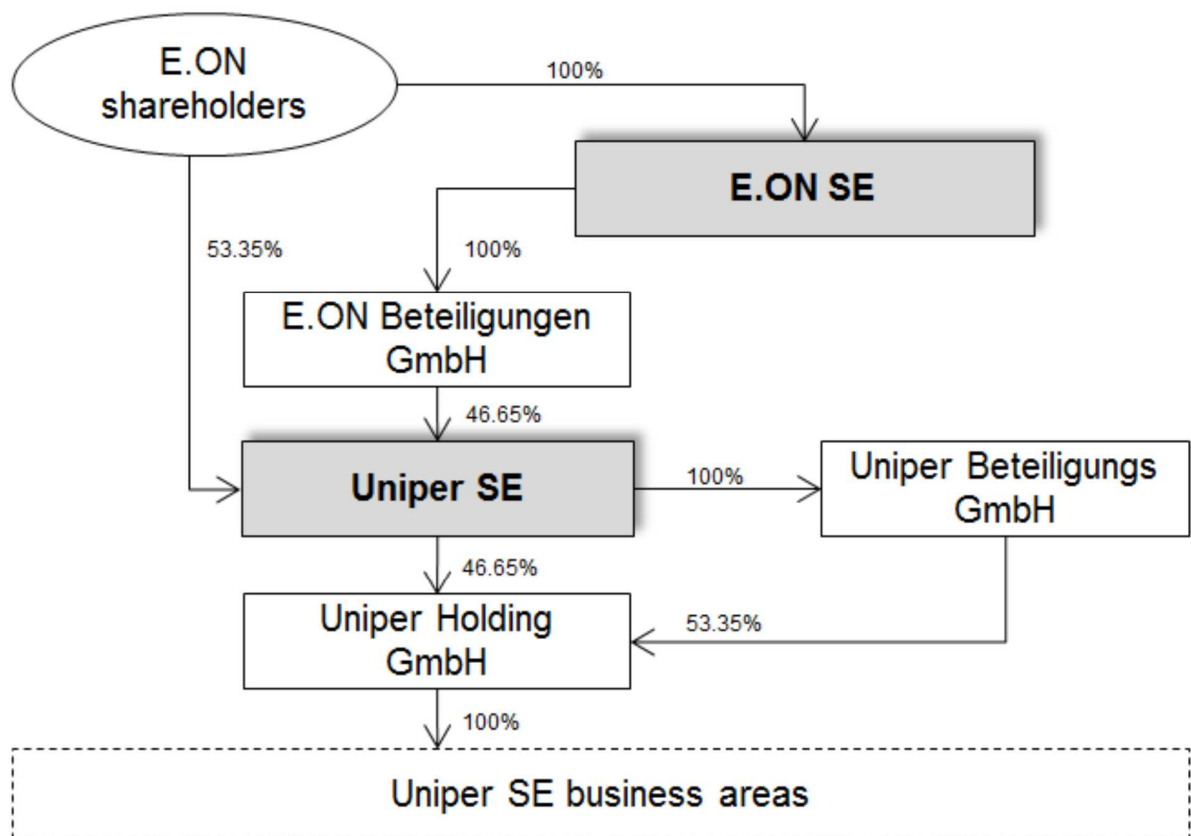 E.ON
shareholders
100%
E.ON SE
53.35%
100%
E.ON Beteiligungen
GmbH
46.65%
Uniper SE
100%
Uniper Beteiligungs
GmbH
46.65%
Uniper Holding
GmbH
53.35%
100%
Uniper SE business areas